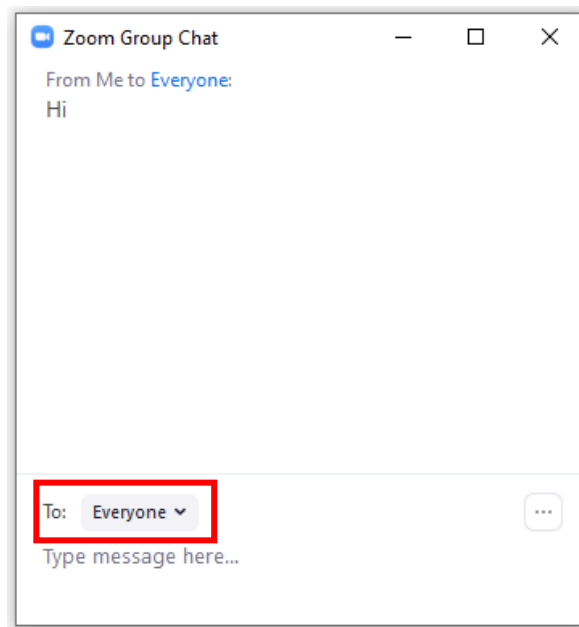 Zoom Group Chat
From Me to Everyone:
Hi
To: Everyone
Type message here...